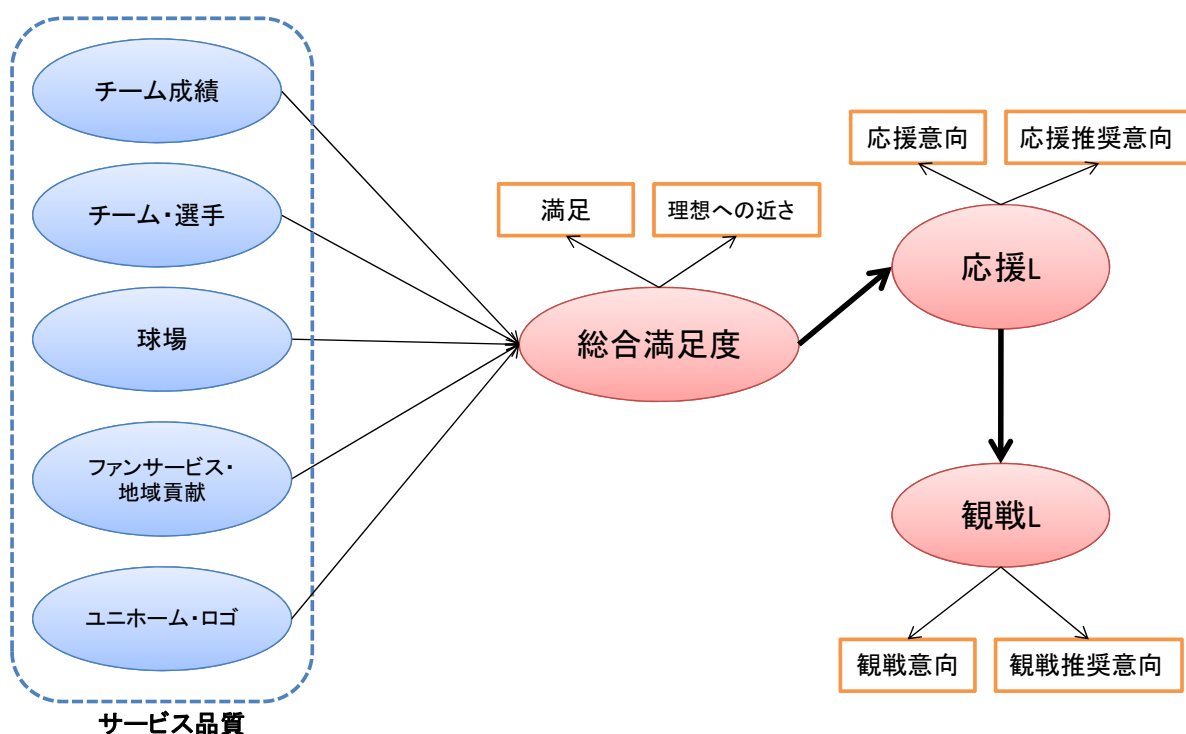 チーム成績
チーム・選手
球場
ファンサービス・
地域貢献
ユニホーム・ロゴ
サービス品質
満足
理想への近さ
総合満足度
応援意向
応援推奨意向
応援L
観戦L
観戦意向
観戦推奨意向